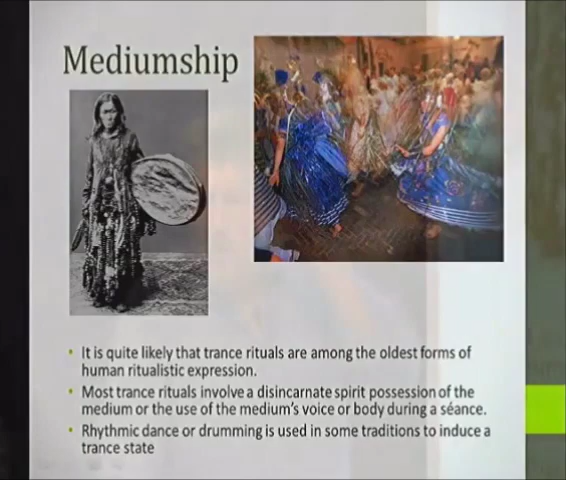 Mediumship
• It is quite likely that trance rituals are among the oldest forms of
human ritualistic expression.
• Most trance rituals involve a disincarnate spirit possession of the
medium or the use of the medium's voice or body during a séance.
• Rhythmic dance or drumming is used in some traditions to induce a
trance state